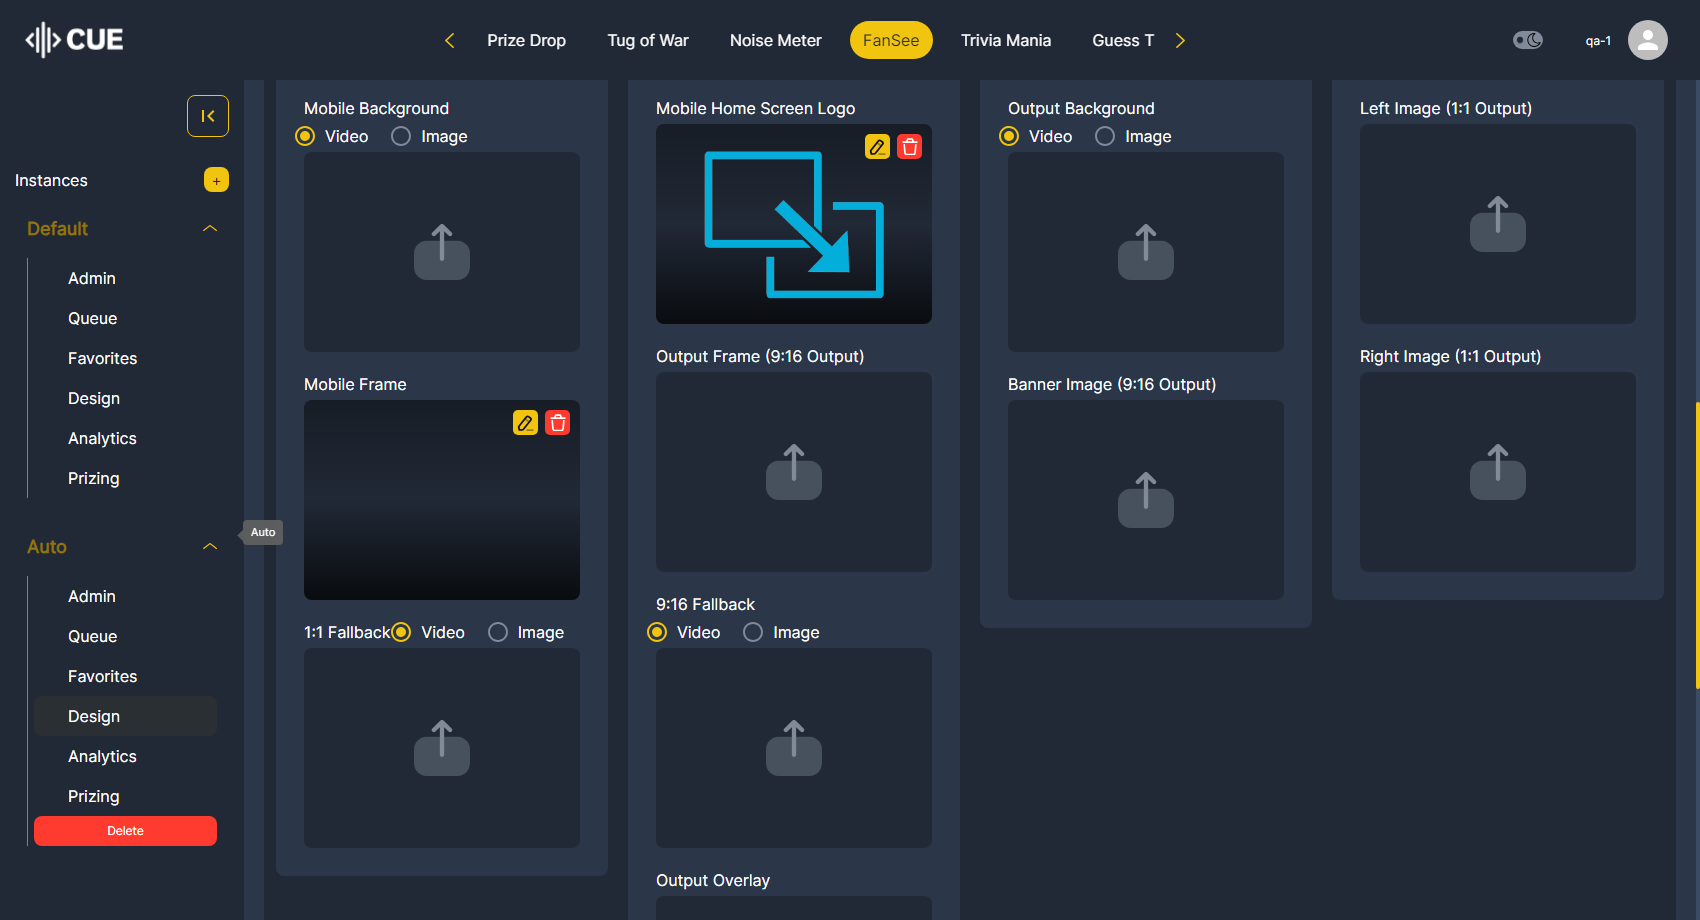 CUE
Prize Drop
Tug of War
Noise Meter
FanSee
Trivia Mania
Guess T
qa-1
Instances
+
Default
Admin
Queue
Favorites
Design
Analytics
Prizing
Auto
Auto
Admin
Queue
Favorites
Design
Analytics
Prizing
Delete
Mobile Background
Video
Image
Mobile Frame
1:1 Fallback
Video
Image
Mobile Home Screen Logo
Output Frame (9:16 Output)
9:16 Fallback
Video
Image
Output Overlay
Output Background
Video
Image
Banner Image (9:16 Output)
Left Image (1:1 Output)
Right Image (1:1 Output)